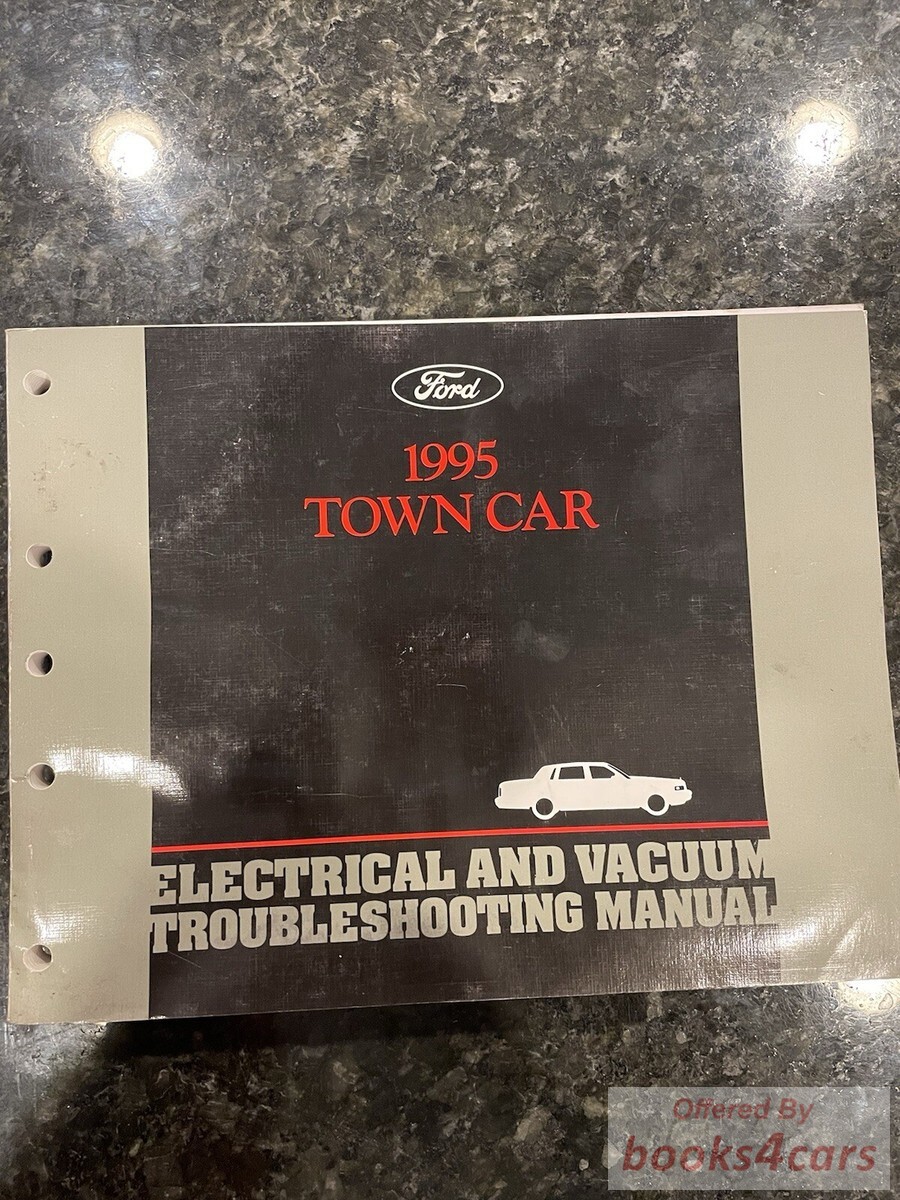 Ford
1995
TOWN CAR
ELECTRICAL AND VACUUM
TROUBLESHOOTING MANUAL
Offered By
books4cars